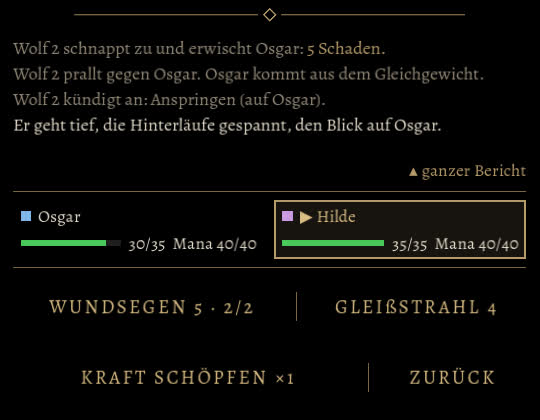 Wolf 2 schnappt zu und erwischt Osgar: 5 Schaden.
Wolf 2 prallt gegen Osgar. Osgar kommt aus dem Gleichgewicht.
Wolf 2 kündigt an: Anspringen (auf Osgar).
Er geht tief, die Hinterläufe gespannt, den Blick auf Osgar.
▲ ganzer Bericht
Osgar
30/35 Mana 40/40
▶ Hilde
35/35 Mana 40/40
WUNDSEGEN 5 · 2/2
GLEIßSTRAHL 4
KRAFT SCHÖPFEN ×1
ZURÜCK